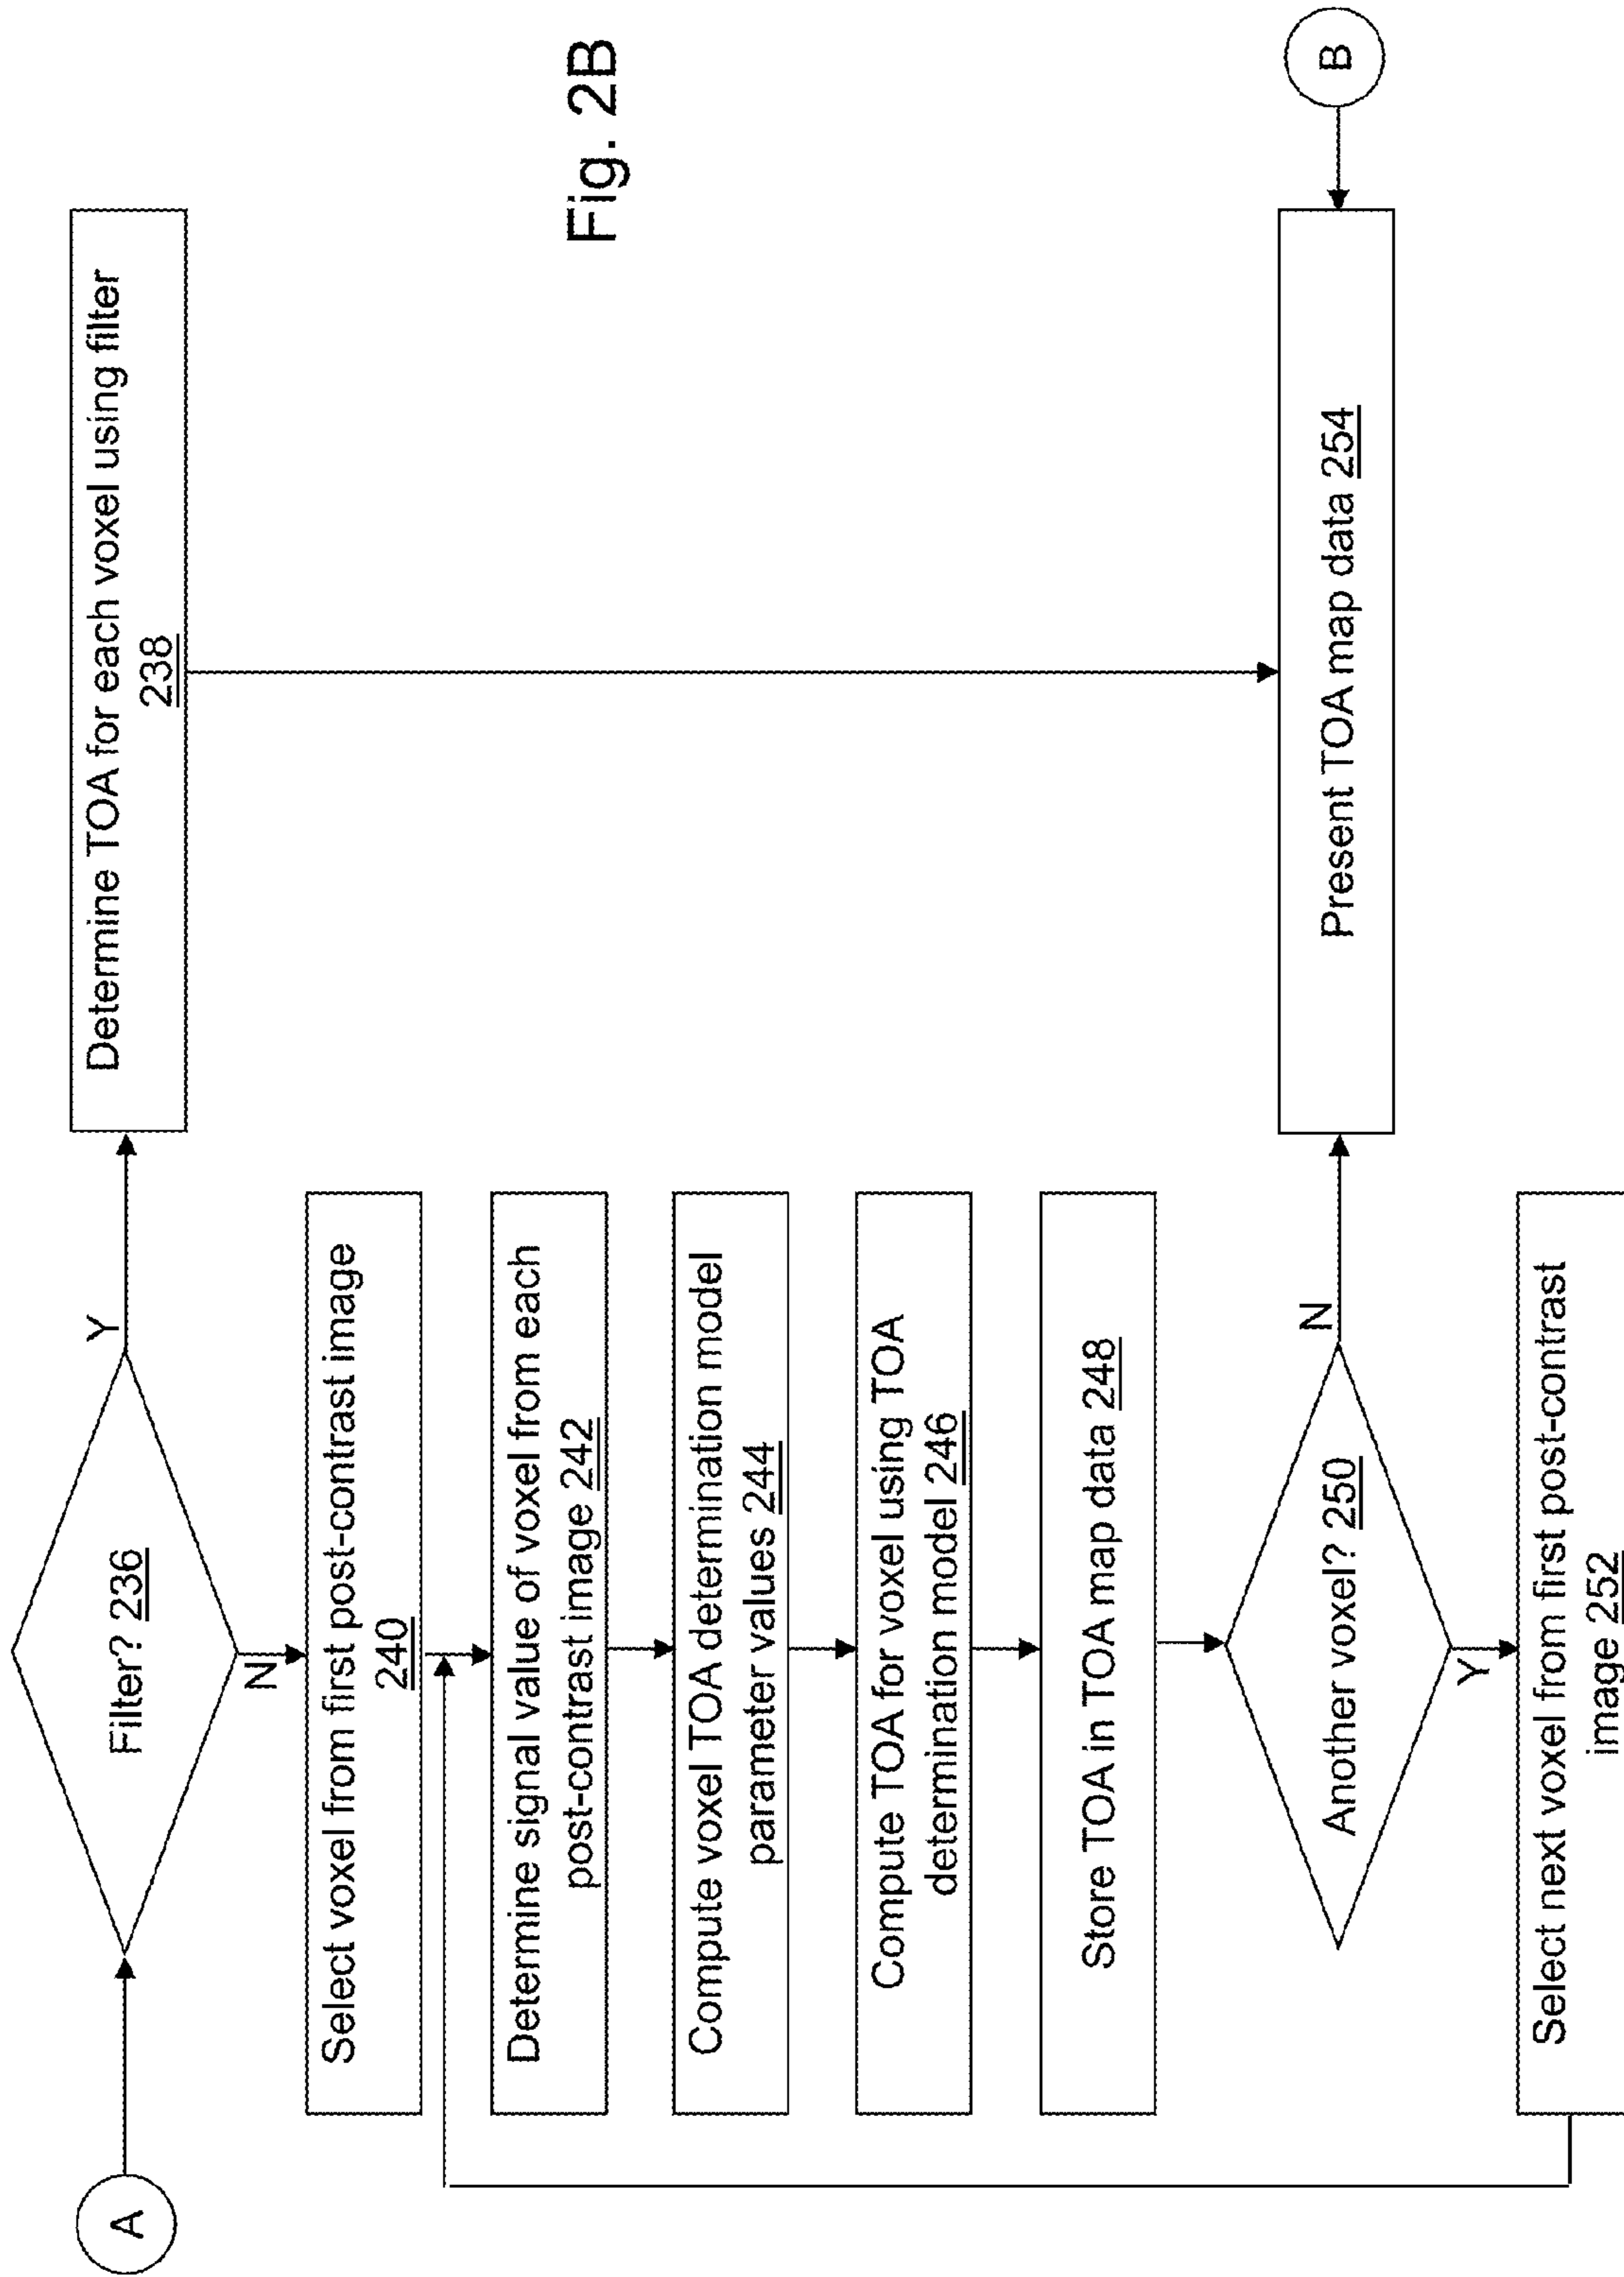 A
Filter? 236
Y
N
Determine TOA for each voxel using filter
238
Select voxel from first post-contrast image
240
Determine signal value of voxel from each
post-contrast image 242
Compute voxel TOA determination model
parameter values 244
Compute TOA for voxel using TOA
determination model 246
Store TOA in TOA map data 248
Another voxel? 250
N
Y
Present TOA map data 254
B
Select next voxel from first post-contrast
image 252
Fig. 2B